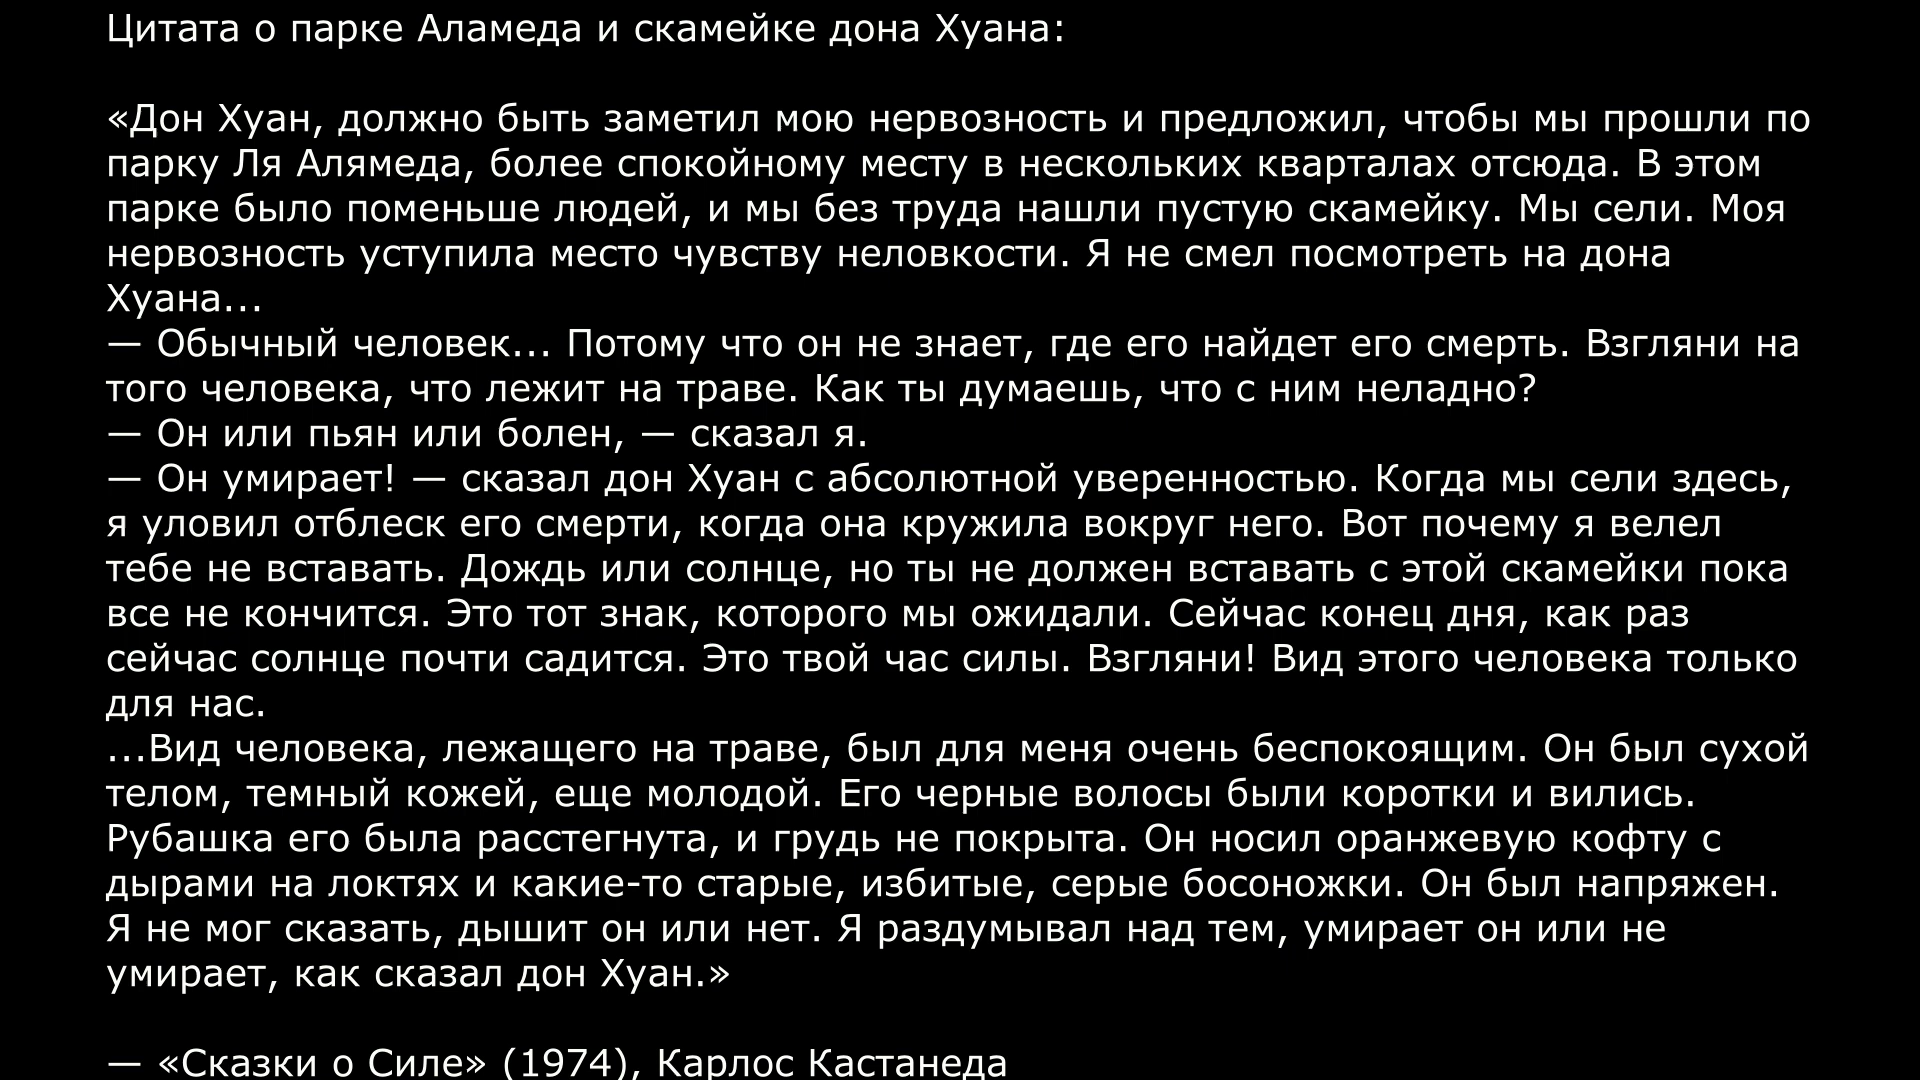 Цитата о парке Аламеда и скамейке дона Хуана:
«Дон Хуан, должно быть заметил мою нервозность и предложил, чтобы мы прошли по
парку Ля Алямеда, более спокойному месту в нескольких кварталах отсюда. В этом
парке было поменьше людей, и мы без труда нашли пустую скамейку. Мы сели. Моя
нервозность уступила место чувству неловкости. Я не смел посмотреть на дона
Хуана...
— Обычный человек... Потому что он не знает, где его найдет его смерть. Взгляни на
того человека, что лежит на траве. Как ты думаешь, что с ним неладно?
— Он или пьян или болен, — сказал я.
— Он умирает! — сказал дон Хуан с абсолютной уверенностью. Когда мы сели здесь,
я уловил отблеск его смерти, когда она кружила вокруг него. Вот почему я велел
тебе не вставать. Дождь или солнце, но ты не должен вставать с этой скамейки пока
все не кончится. Это тот знак, которого мы ожидали. Сейчас конец дня, как раз
сейчас солнце почти садится. Это твой час силы. Взгляни! Вид этого человека только
для нас.
...Вид человека, лежащего на траве, был для меня очень беспокоящим. Он был сухой
телом, темный кожей, еще молодой. Его черные волосы были коротки и вились.
Рубашка его была расстегнута, и грудь не покрыта. Он носил оранжевую кофту с
дырами на локтях и какие-то старые, избитые, серые босоножки. Он был напряжен.
Я не мог сказать, дышит он или нет. Я раздумывал над тем, умирает он или не
умирает, как сказал дон Хуан.»
— «Сказки о Силе» (1974), Карлос Кастанеда